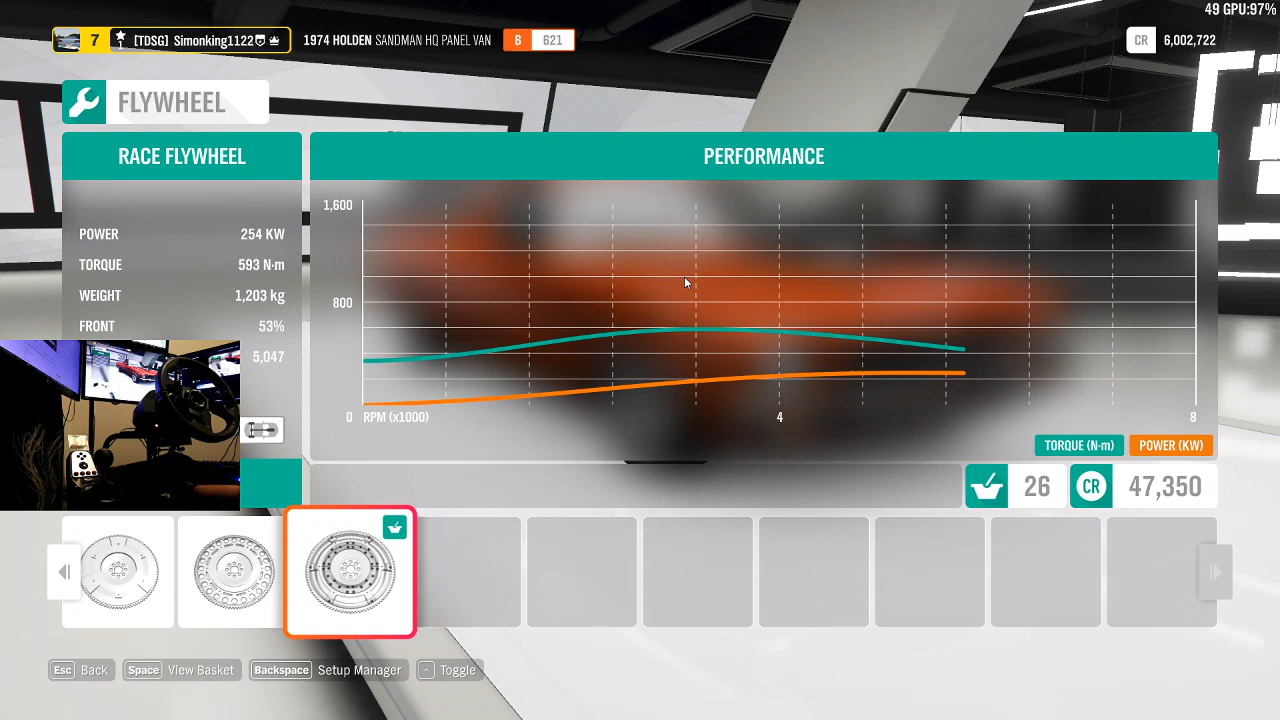 49 GPU:97%
7 [TDSG] Simonking1122 1974 HOLDEN SANDMAN HQ PANEL VAN B 621 CR 6,002,722
FLYWHEEL
RACE FLYWHEEL PERFORMANCE
POWER 254 KW
TORQUE 593 N·m
WEIGHT 1,203 kg
FRONT 53%
5,047
1,600
800
0 RPM (x1000) 4 8
TORQUE (N·m) POWER (KW)
26 CR 47,350
Esc Back Space View Basket Backspace Setup Manager ^ Toggle